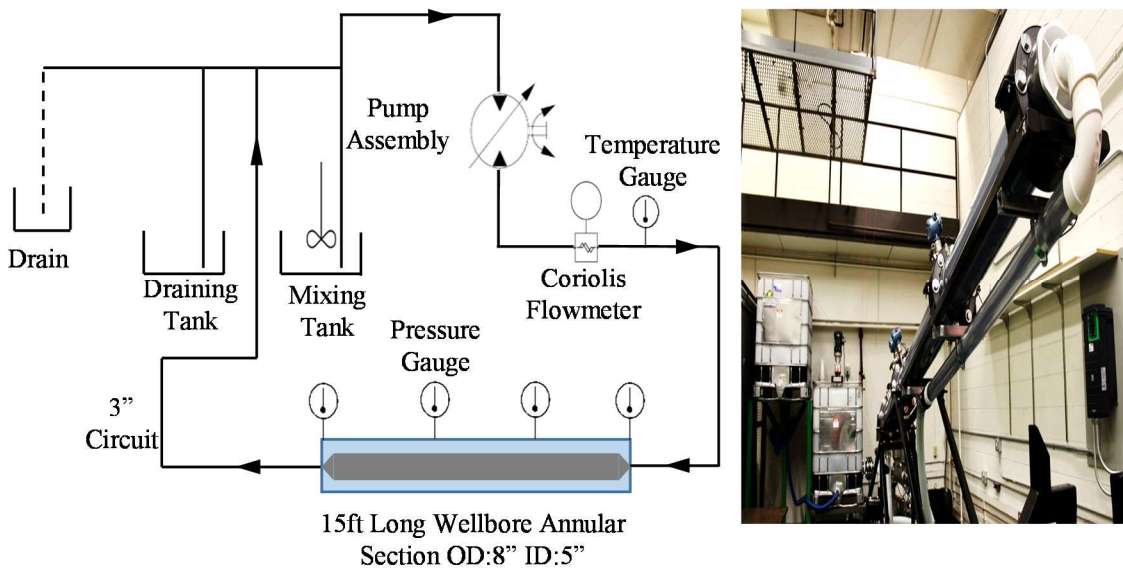 Pump
Assembly
Temperature
Gauge
Drain
Draining
Tank
Mixing
Tank
Coriolis
Flowmeter
Pressure
Gauge
3”
Circuit
15ft Long Wellbore Annular
Section OD:8” ID:5”